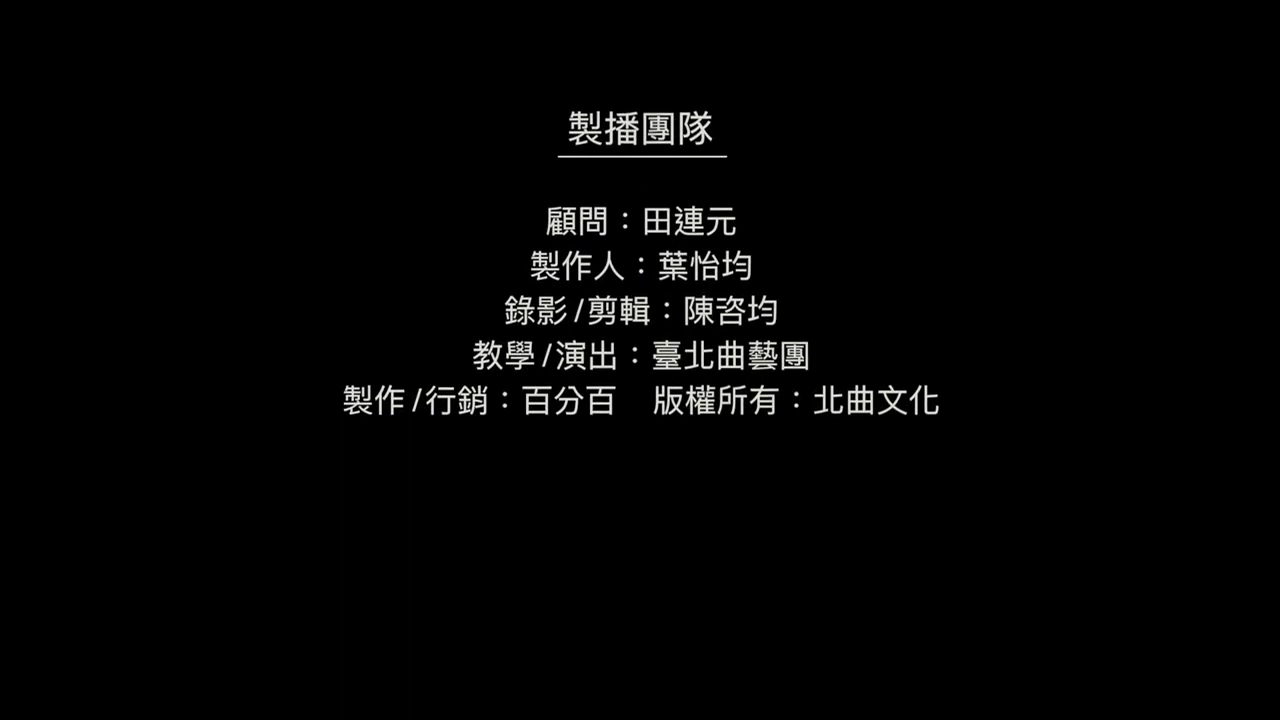 製播團隊
顧問：田連元
製作人：葉怡均
錄影/剪輯：陳咨均
教學/演出：臺北曲藝團
製作/行銷：百分百　版權所有：北曲文化